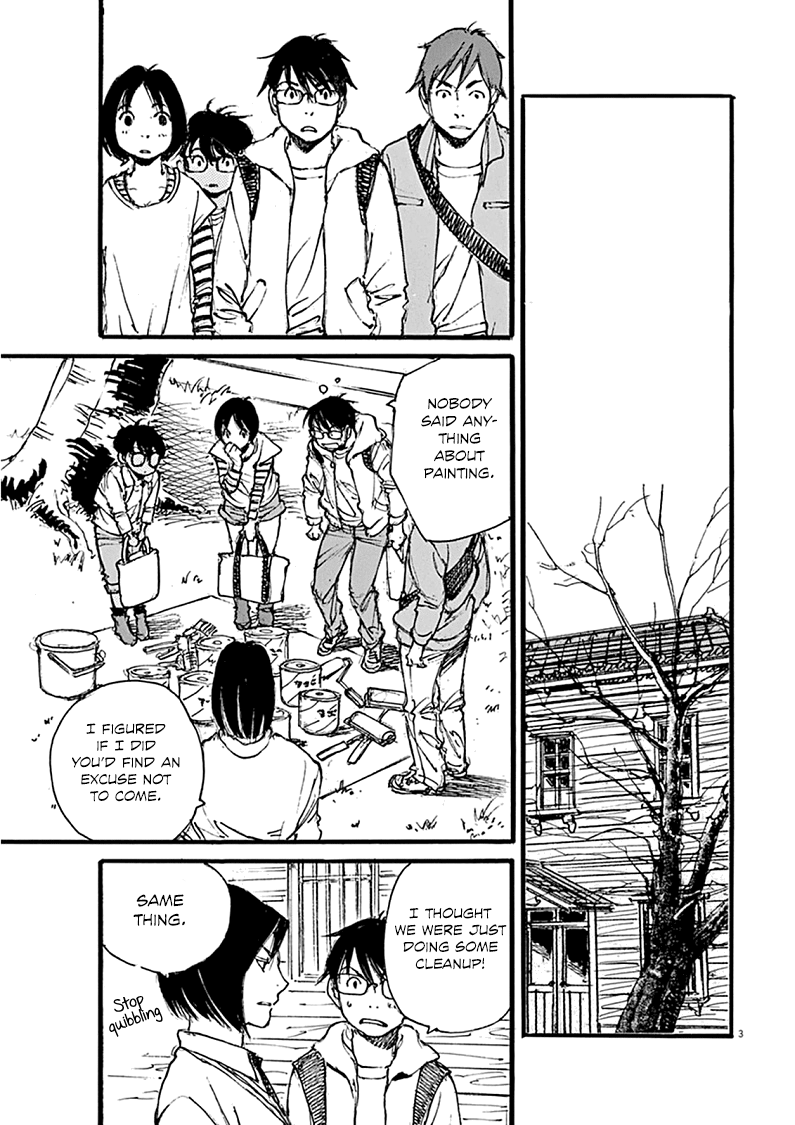 NOBODY
SAID ANY-
THING
ABOUT
PAINTING.
I FIGURED
IF I DID
YOU'D FIND AN
EXCUSE NOT
TO COME.
I THOUGHT
WE WERE JUST
DOING SOME
CLEANUP!
SAME
THING.
Stop
quibbling
3